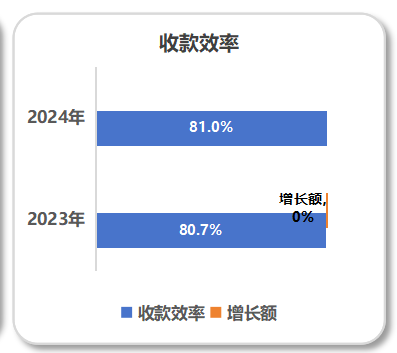 收款效率
2024年
81.0%
增长额,
0%
2023年
80.7%
收款效率 增长额